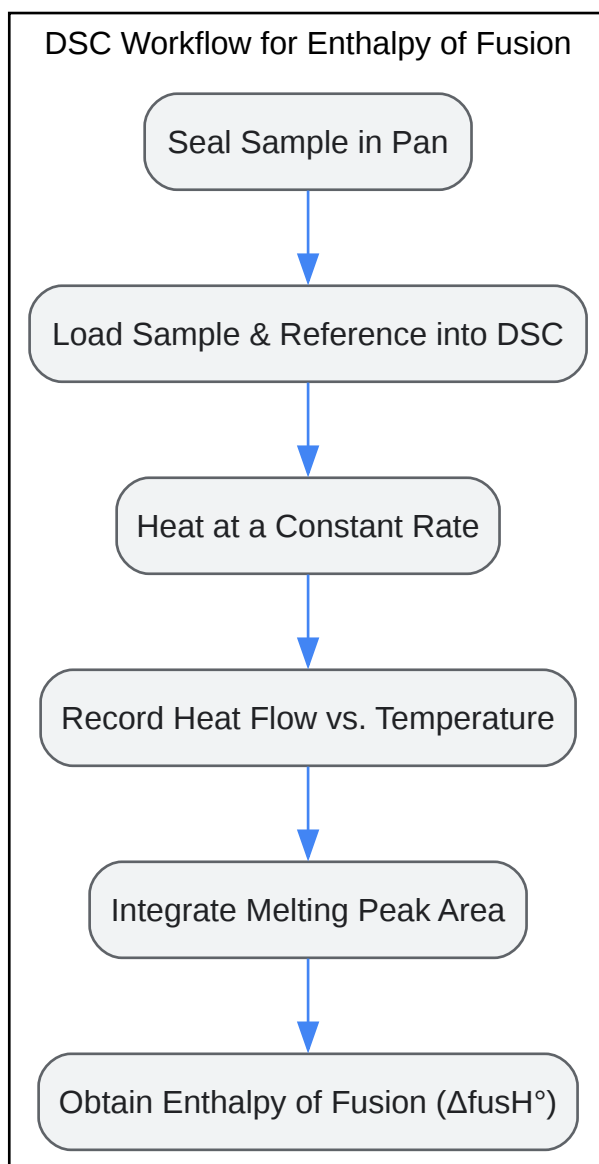 DSC Workflow for Enthalpy of Fusion
Seal Sample in Pan
Load Sample & Reference into DSC
Heat at a Constant Rate
Record Heat Flow vs. Temperature
Integrate Melting Peak Area
Obtain Enthalpy of Fusion (ΔfusH°)